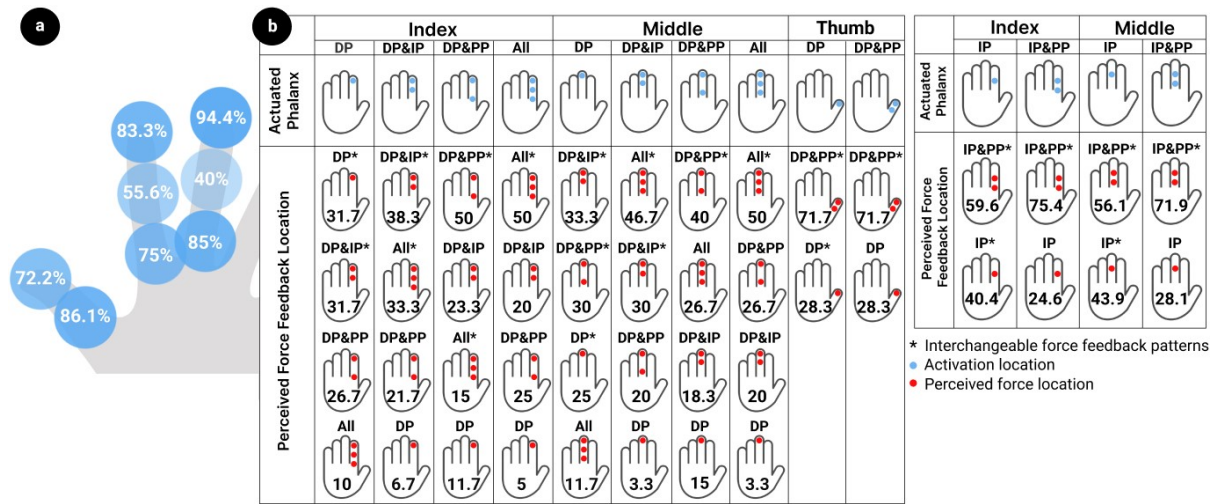 a
94.4%
83.3%
55.6% 40%
75% 85%
72.2%
86.1%
b
Index Middle Thumb
DP DP&IP DP&PP All DP DP&IP DP&PP All DP DP&PP
Actuated
Phalanx
Perceived Force Feedback Location
DP* DP&IP* DP&PP* All* DP&IP* All* DP&PP* All* DP&PP* DP&PP*
31.7 38.3 50 50 33.3 46.7 40 50 71.7 71.7
DP&IP* All* DP&IP DP&IP DP&PP* DP&IP* All DP&PP DP* DP
31.7 33.3 23.3 20 30 30 26.7 26.7 28.3 28.3
DP&PP DP&PP All* DP&PP DP* DP&PP DP&IP DP&IP
26.7 21.7 15 25 25 20 18.3 20
All DP DP DP All DP DP DP
10 6.7 11.7 5 11.7 3.3 15 3.3
Index Middle
IP IP&PP IP IP&PP
Actuated
Phalanx
Perceived Force
Feedback Location
IP&PP* IP&PP* IP&PP* IP&PP*
59.6 75.4 56.1 71.9
IP* IP IP* IP
40.4 24.6 43.9 28.1
* Interchangeable force feedback patterns
Activation location
Perceived force location